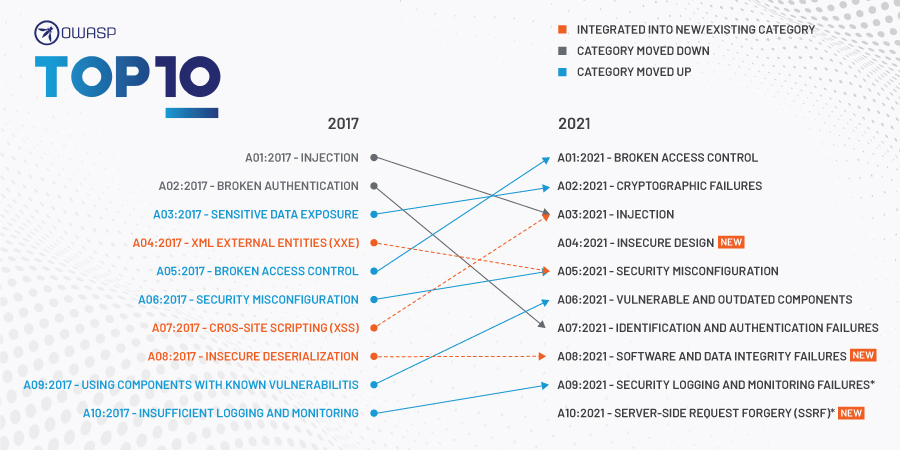 OWASP
TOP10
INTEGRATED INTO NEW/EXISTING CATEGORY
CATEGORY MOVED DOWN
CATEGORY MOVED UP
2017
2021
A01:2017 - INJECTION
A02:2017 - BROKEN AUTHENTICATION
A03:2017 - SENSITIVE DATA EXPOSURE
A04:2017 - XML EXTERNAL ENTITIES (XXE)
A05:2017 - BROKEN ACCESS CONTROL
A06:2017 - SECURITY MISCONFIGURATION
A07:2017 - CROS-SITE SCRIPTING (XSS)
A08:2017 - INSECURE DESERIALIZATION
A09:2017 - USING COMPONENTS WITH KNOWN VULNERABILITIS
A10:2017 - INSUFFICIENT LOGGING AND MONITORING
A01:2021 - BROKEN ACCESS CONTROL
A02:2021 - CRYPTOGRAPHIC FAILURES
A03:2021 - INJECTION
A04:2021 - INSECURE DESIGN NEW
A05:2021 - SECURITY MISCONFIGURATION
A06:2021 - VULNERABLE AND OUTDATED COMPONENTS
A07:2021 - IDENTIFICATION AND AUTHENTICATION FAILURES
A08:2021 - SOFTWARE AND DATA INTEGRITY FAILURES NEW
A09:2021 - SECURITY LOGGING AND MONITORING FAILURES*
A10:2021 - SERVER-SIDE REQUEST FORGERY (SSRF)* NEW